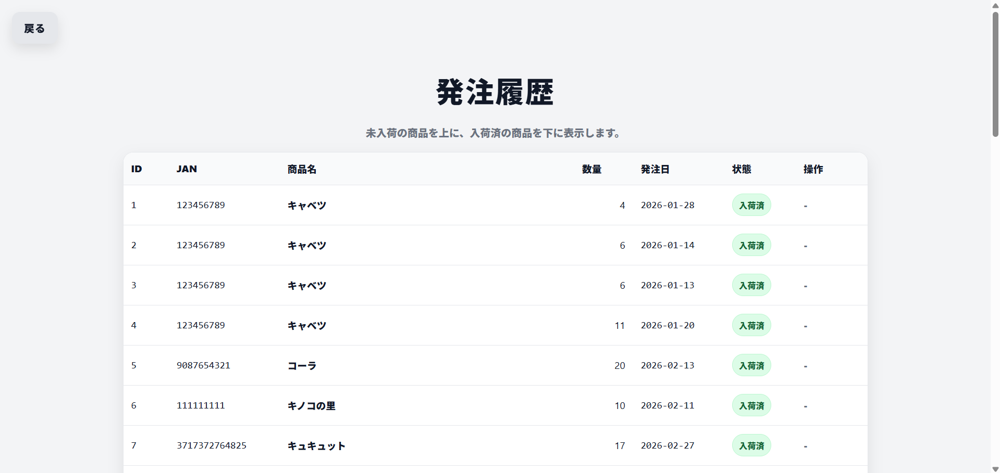 戻る
発注履歴
未入荷の商品を上に、入荷済の商品を下に表示します。
ID JAN 商品名 数量 発注日 状態 操作
1 123456789 キャベツ 4 2026-01-28 入荷済 -
2 123456789 キャベツ 6 2026-01-14 入荷済 -
3 123456789 キャベツ 6 2026-01-13 入荷済 -
4 123456789 キャベツ 11 2026-01-20 入荷済 -
5 9087654321 コーラ 20 2026-02-13 入荷済 -
6 111111111 キノコの里 10 2026-02-11 入荷済 -
7 3717372764825 キュキュット 17 2026-02-27 入荷済 -